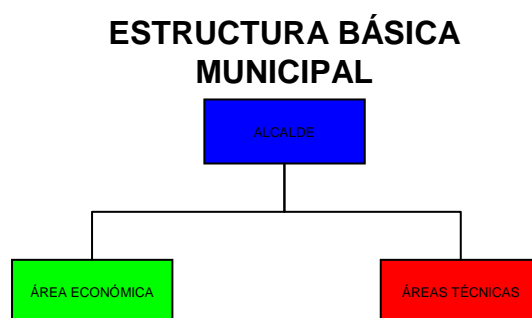 ESTRUCTURA BÁSICA
MUNICIPAL
ALCALDE
ÁREA ECONÓMICA
ÁREAS TÉCNICAS